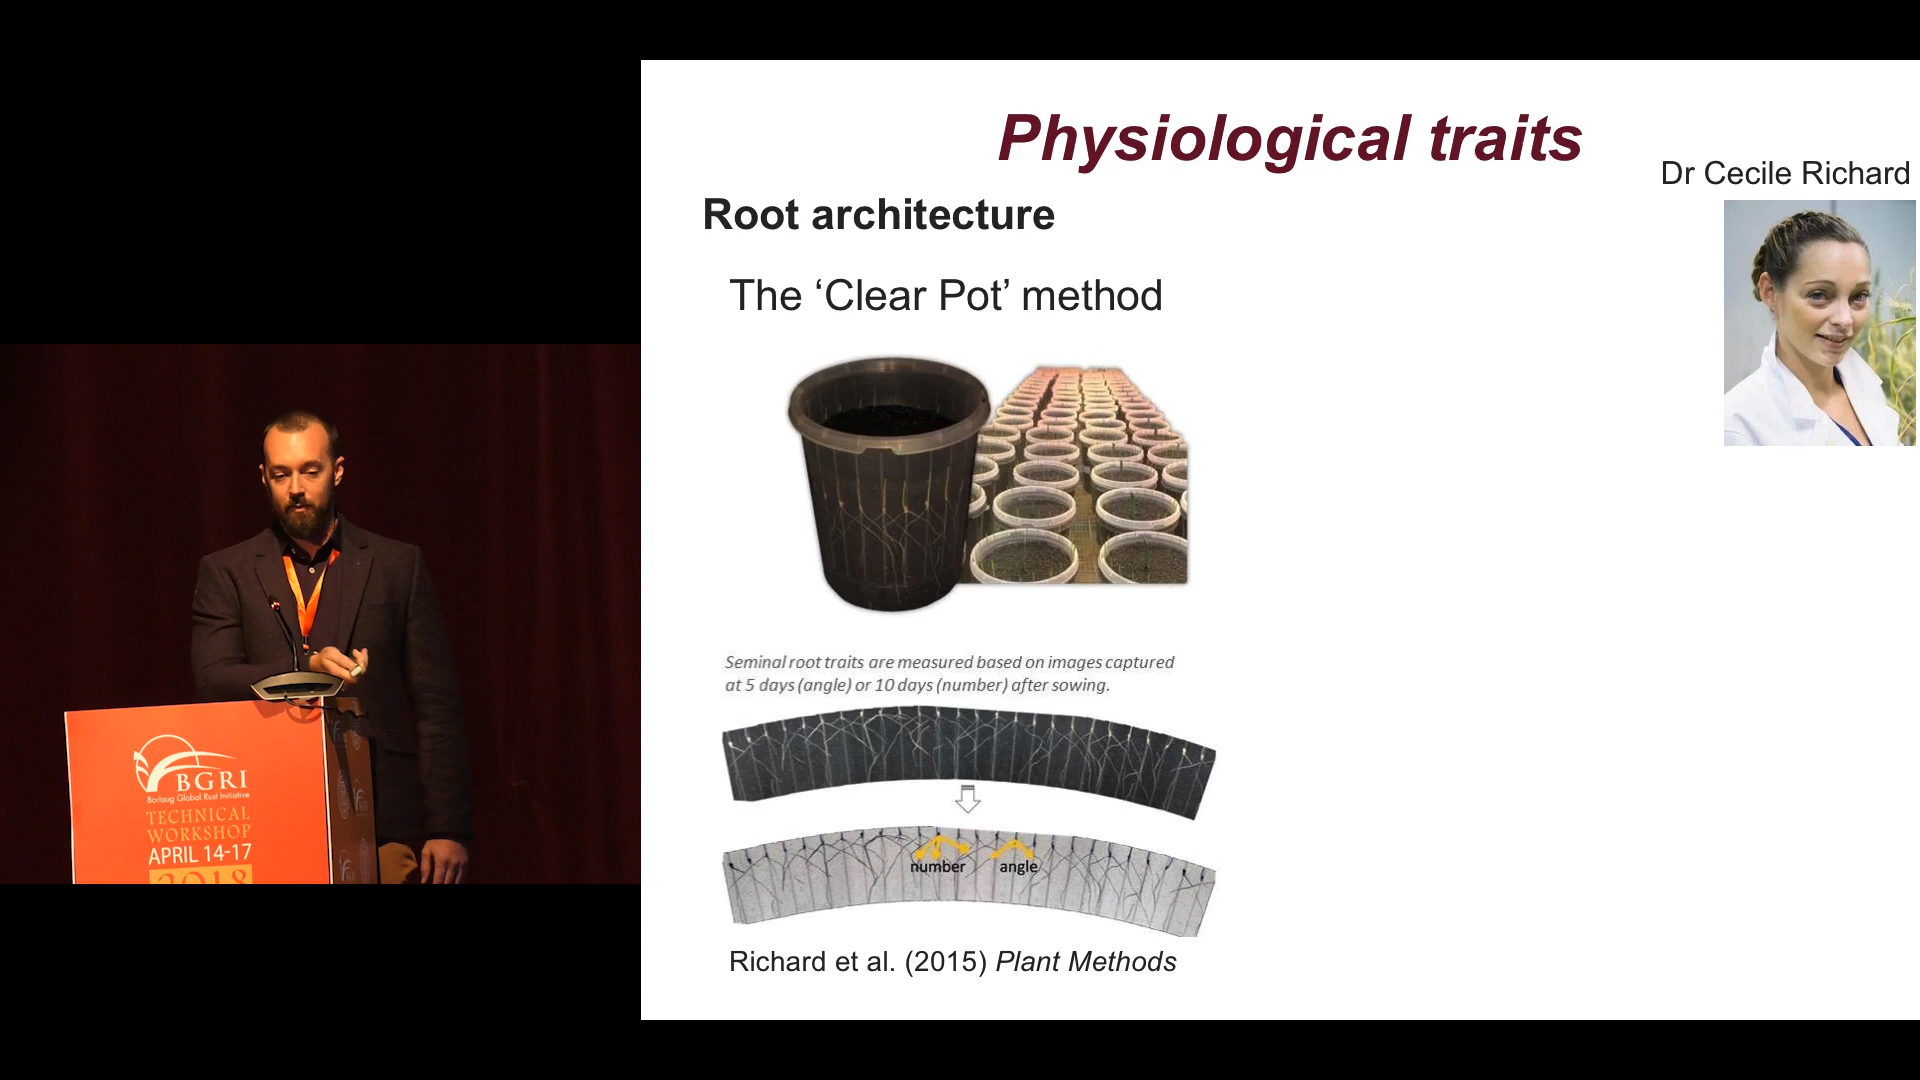 Physiological traits
Dr Cecile Richard
Root architecture
The ‘Clear Pot’ method
Seminal root traits are measured based on images captured
at 5 days (angle) or 10 days (number) after sowing.
number angle
Richard et al. (2015) Plant Methods
BGRI
Borlaug Global Rust Initiative
TECHNICAL
WORKSHOP
APRIL 14-17
2018